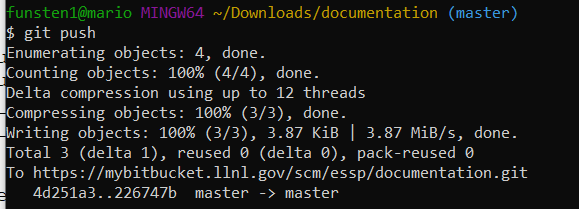 funsten1@mario MINGW64 ~/Downloads/documentation (master)
$ git push
Enumerating objects: 4, done.
Counting objects: 100% (4/4), done.
Delta compression using up to 12 threads
Compressing objects: 100% (3/3), done.
Writing objects: 100% (3/3), 3.87 KiB | 3.87 MiB/s, done.
Total 3 (delta 1), reused 0 (delta 0), pack-reused 0
To https://mybitbucket.llnl.gov/scm/essp/documentation.git
   4d251a3..226747b  master -> master